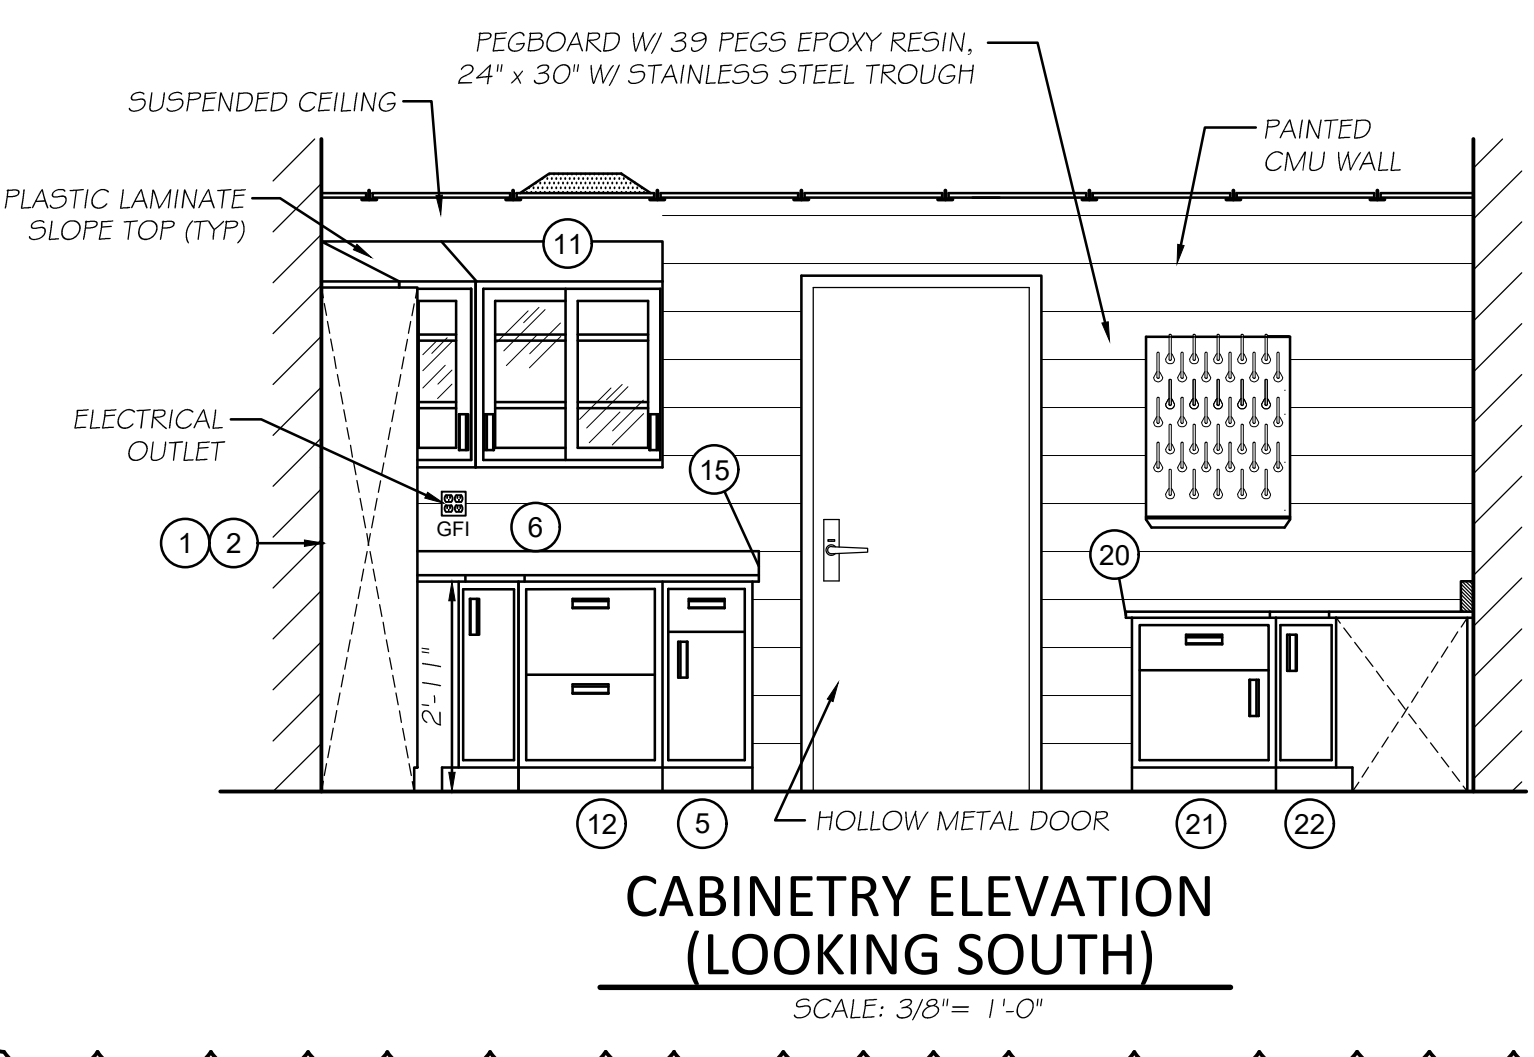 PEGBOARD W/ 39 PEGS EPOXY RESIN,
24" x 30" W/ STAINLESS STEEL TROUGH
SUSPENDED CEILING
PAINTED
CMU WALL
PLASTIC LAMINATE
SLOPE TOP (TYP)
11
ELECTRICAL
OUTLET
15
GFI
6
1
2
20
2'-11"
12
5
HOLLOW METAL DOOR
21
22
CABINETRY ELEVATION
(LOOKING SOUTH)
SCALE: 3/8"= 1'-0"